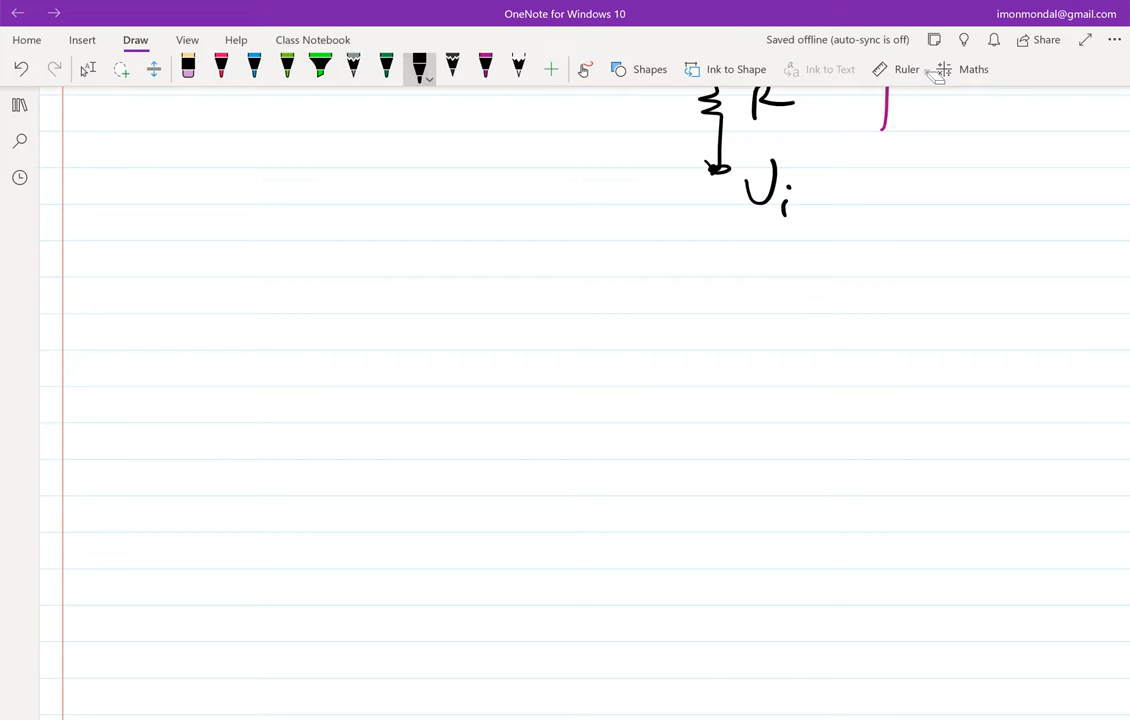 OneNote for Windows 10
imonmondal@gmail.com
Home Insert Draw View Help Class Notebook
Saved offline (auto-sync is off) Share
Shapes Ink to Shape Ink to Text Ruler Maths
R
Ui